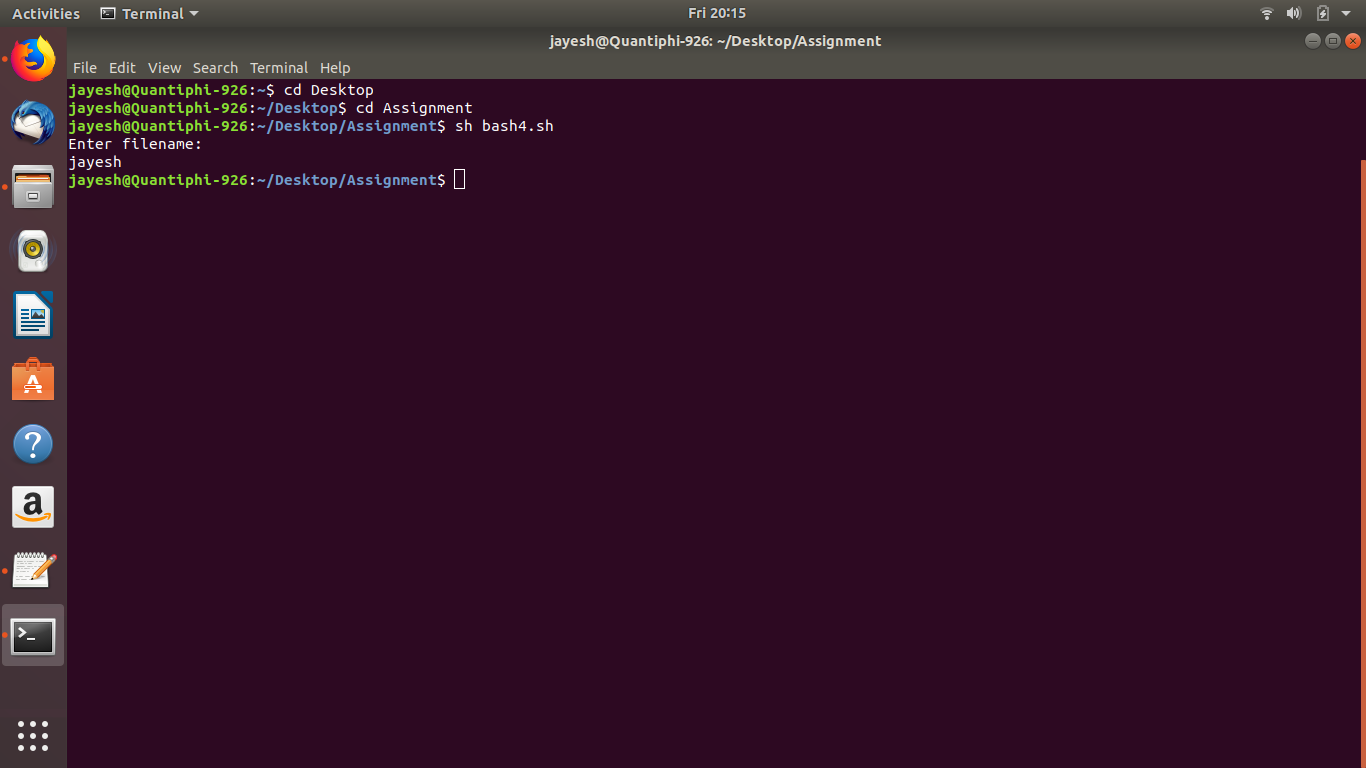 Activities Terminal Fri 20:15
jayesh@Quantiphi-926: ~/Desktop/Assignment
File Edit View Search Terminal Help
jayesh@Quantiphi-926:~$ cd Desktop
jayesh@Quantiphi-926:~/Desktop$ cd Assignment
jayesh@Quantiphi-926:~/Desktop/Assignment$ sh bash4.sh
Enter filename:
jayesh
jayesh@Quantiphi-926:~/Desktop/Assignment$